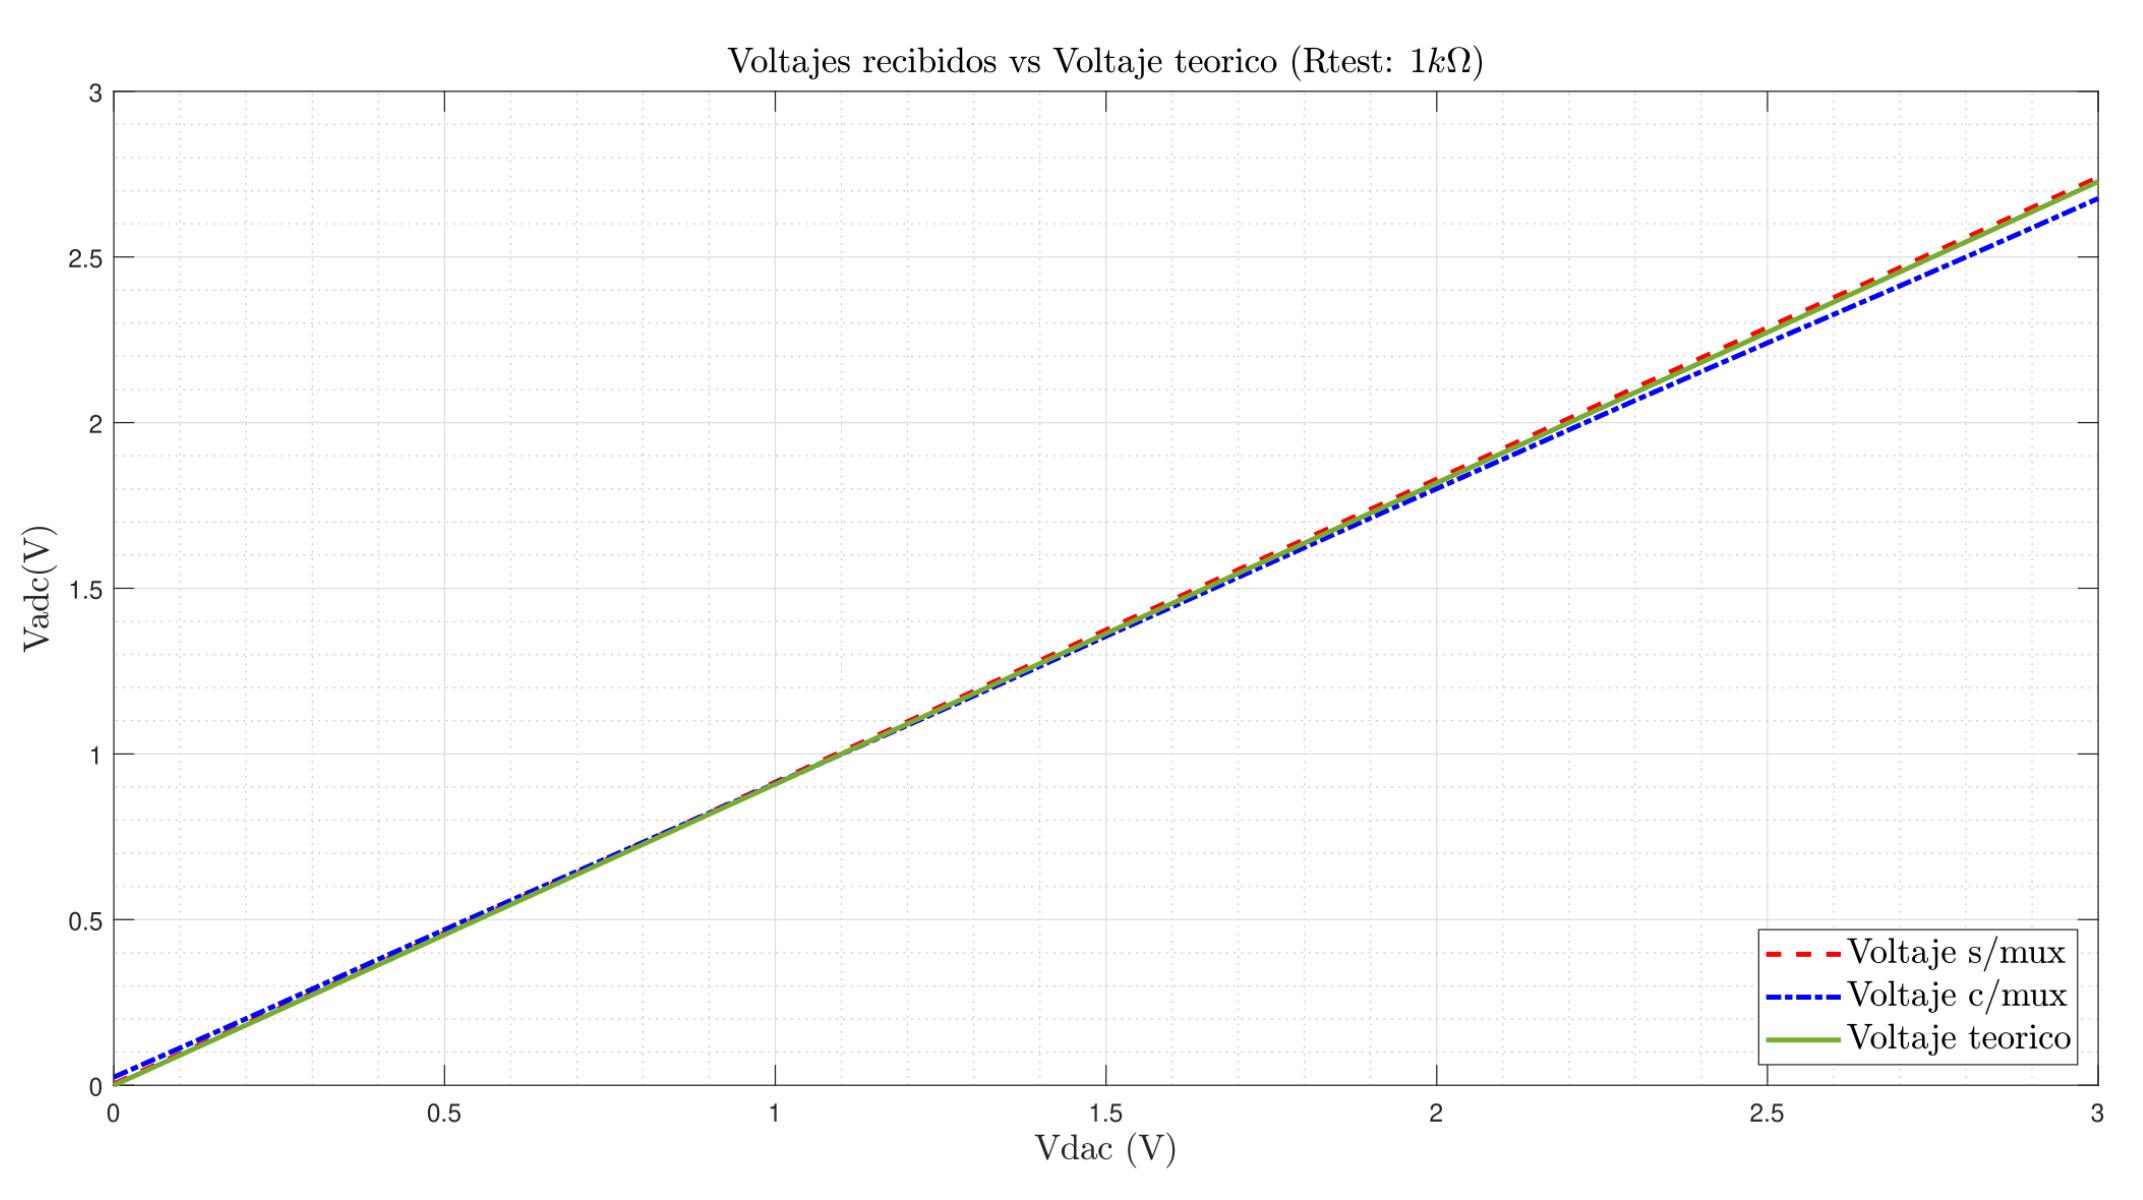 Voltajes recibidos vs Voltaje teorico (Rtest: 1kΩ)
3
2.5
2
1.5
1
0.5
0
Vadc(V)
0 0.5 1 1.5 2 2.5 3
Vdac (V)
Voltaje s/mux
Voltaje c/mux
Voltaje teorico